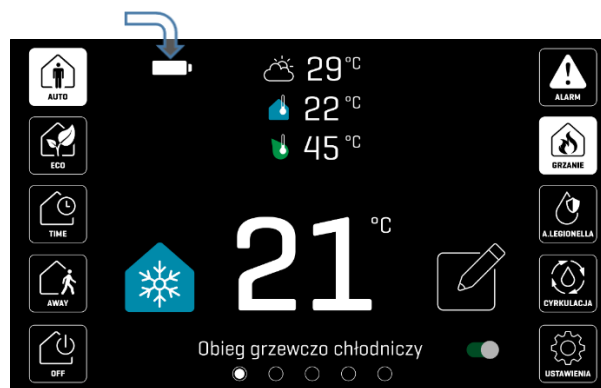 AUTO
29°C
ALARM
22°C
ECO
45°C
GRZANIE
TIME
21°C
A.LEGIONELLA
AWAY
CYRKULACJA
OFF
Obieg grzewczo chłodniczy
USTAWIENIA